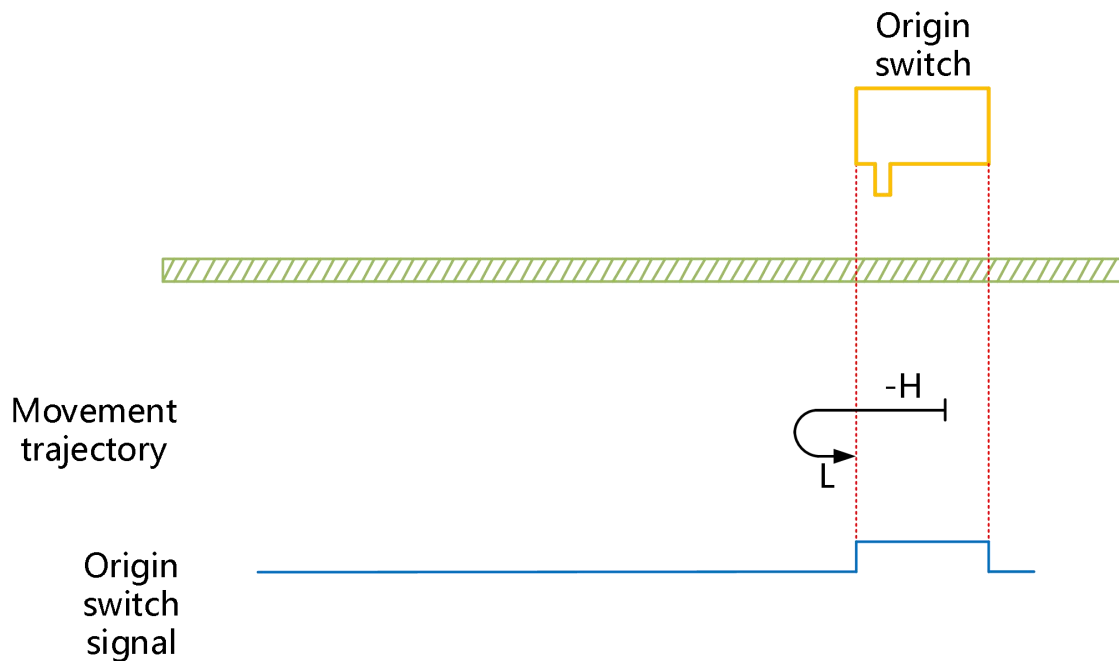 Origin
switch
-H
Movement
trajectory
L
Origin
switch
signal